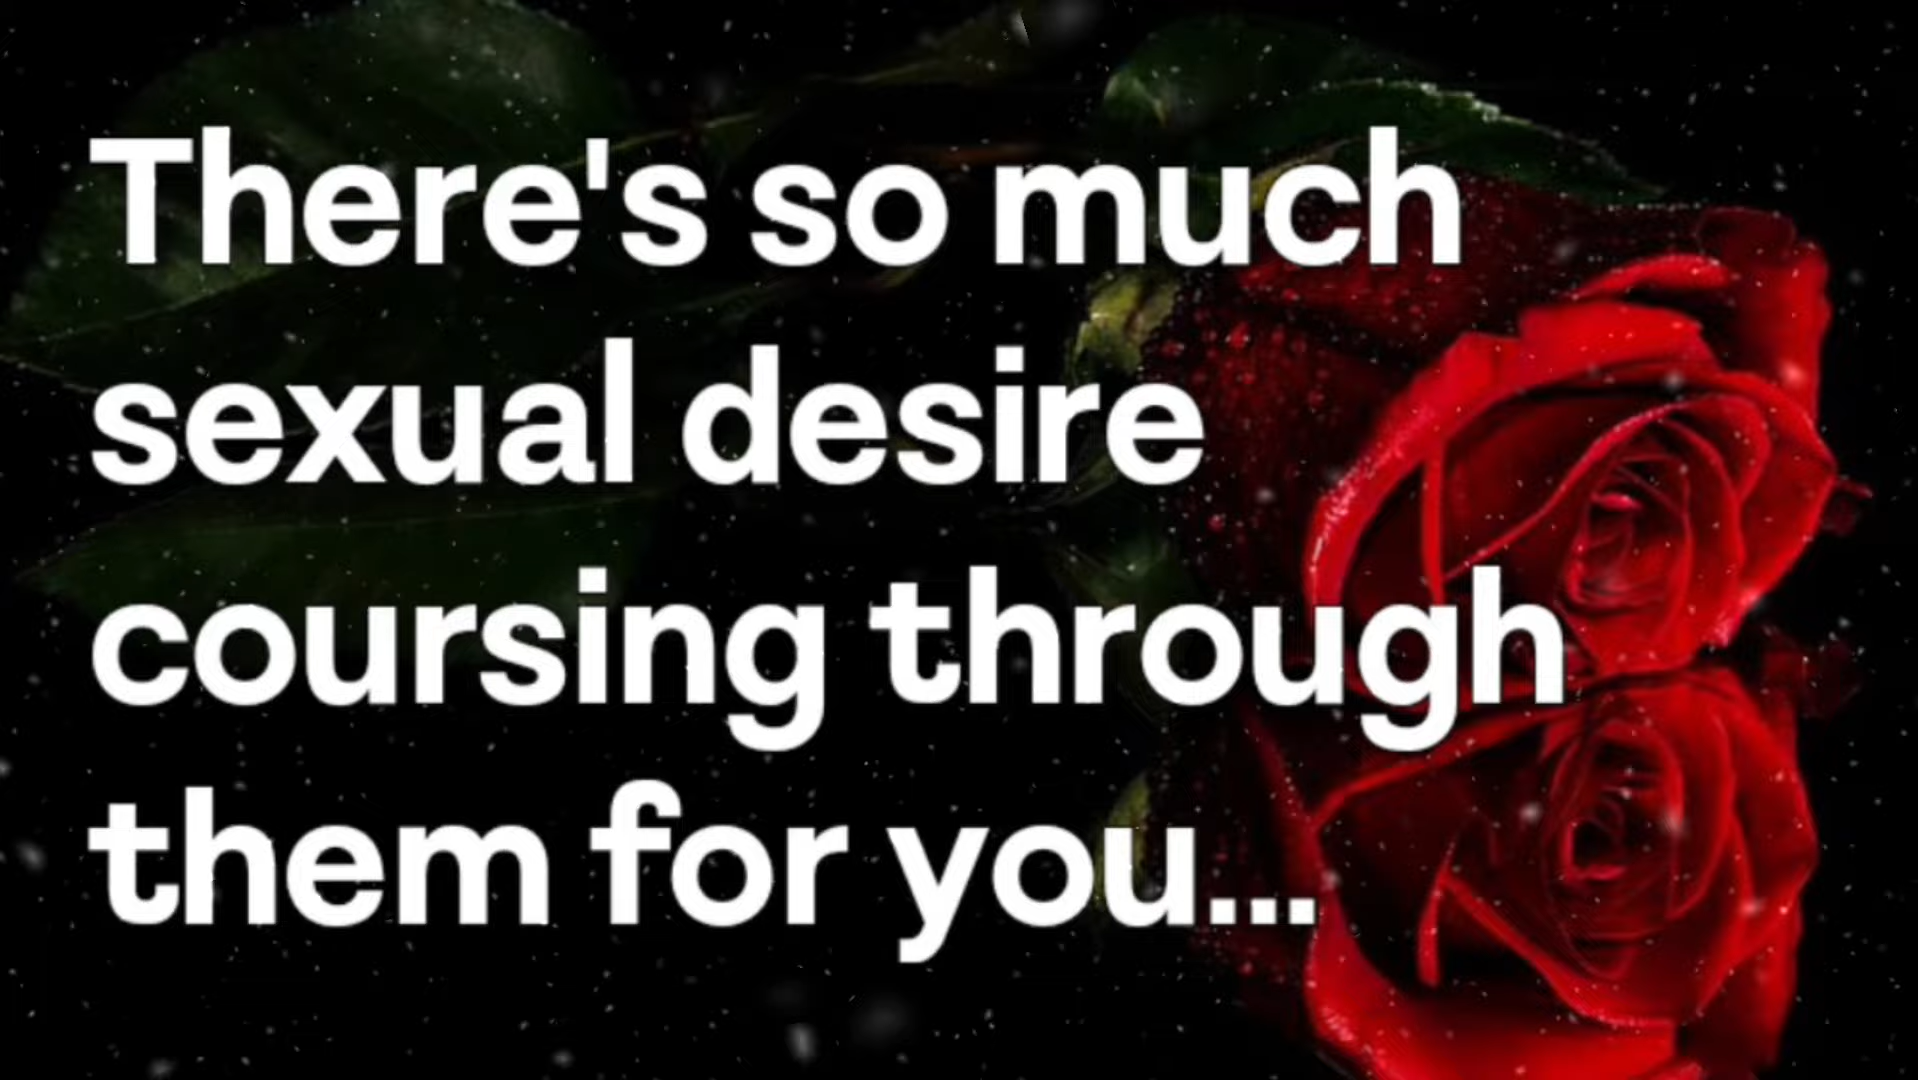 There's so much
sexual desire
coursing through
them for you...